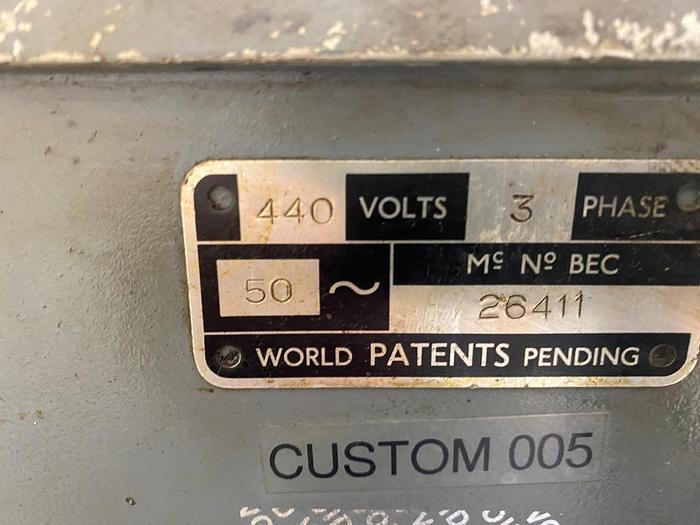 440 VOLTS 3 PHASE
Mᶜ Nº BEC
50 ~ 26411
WORLD PATENTS PENDING
CUSTOM 005